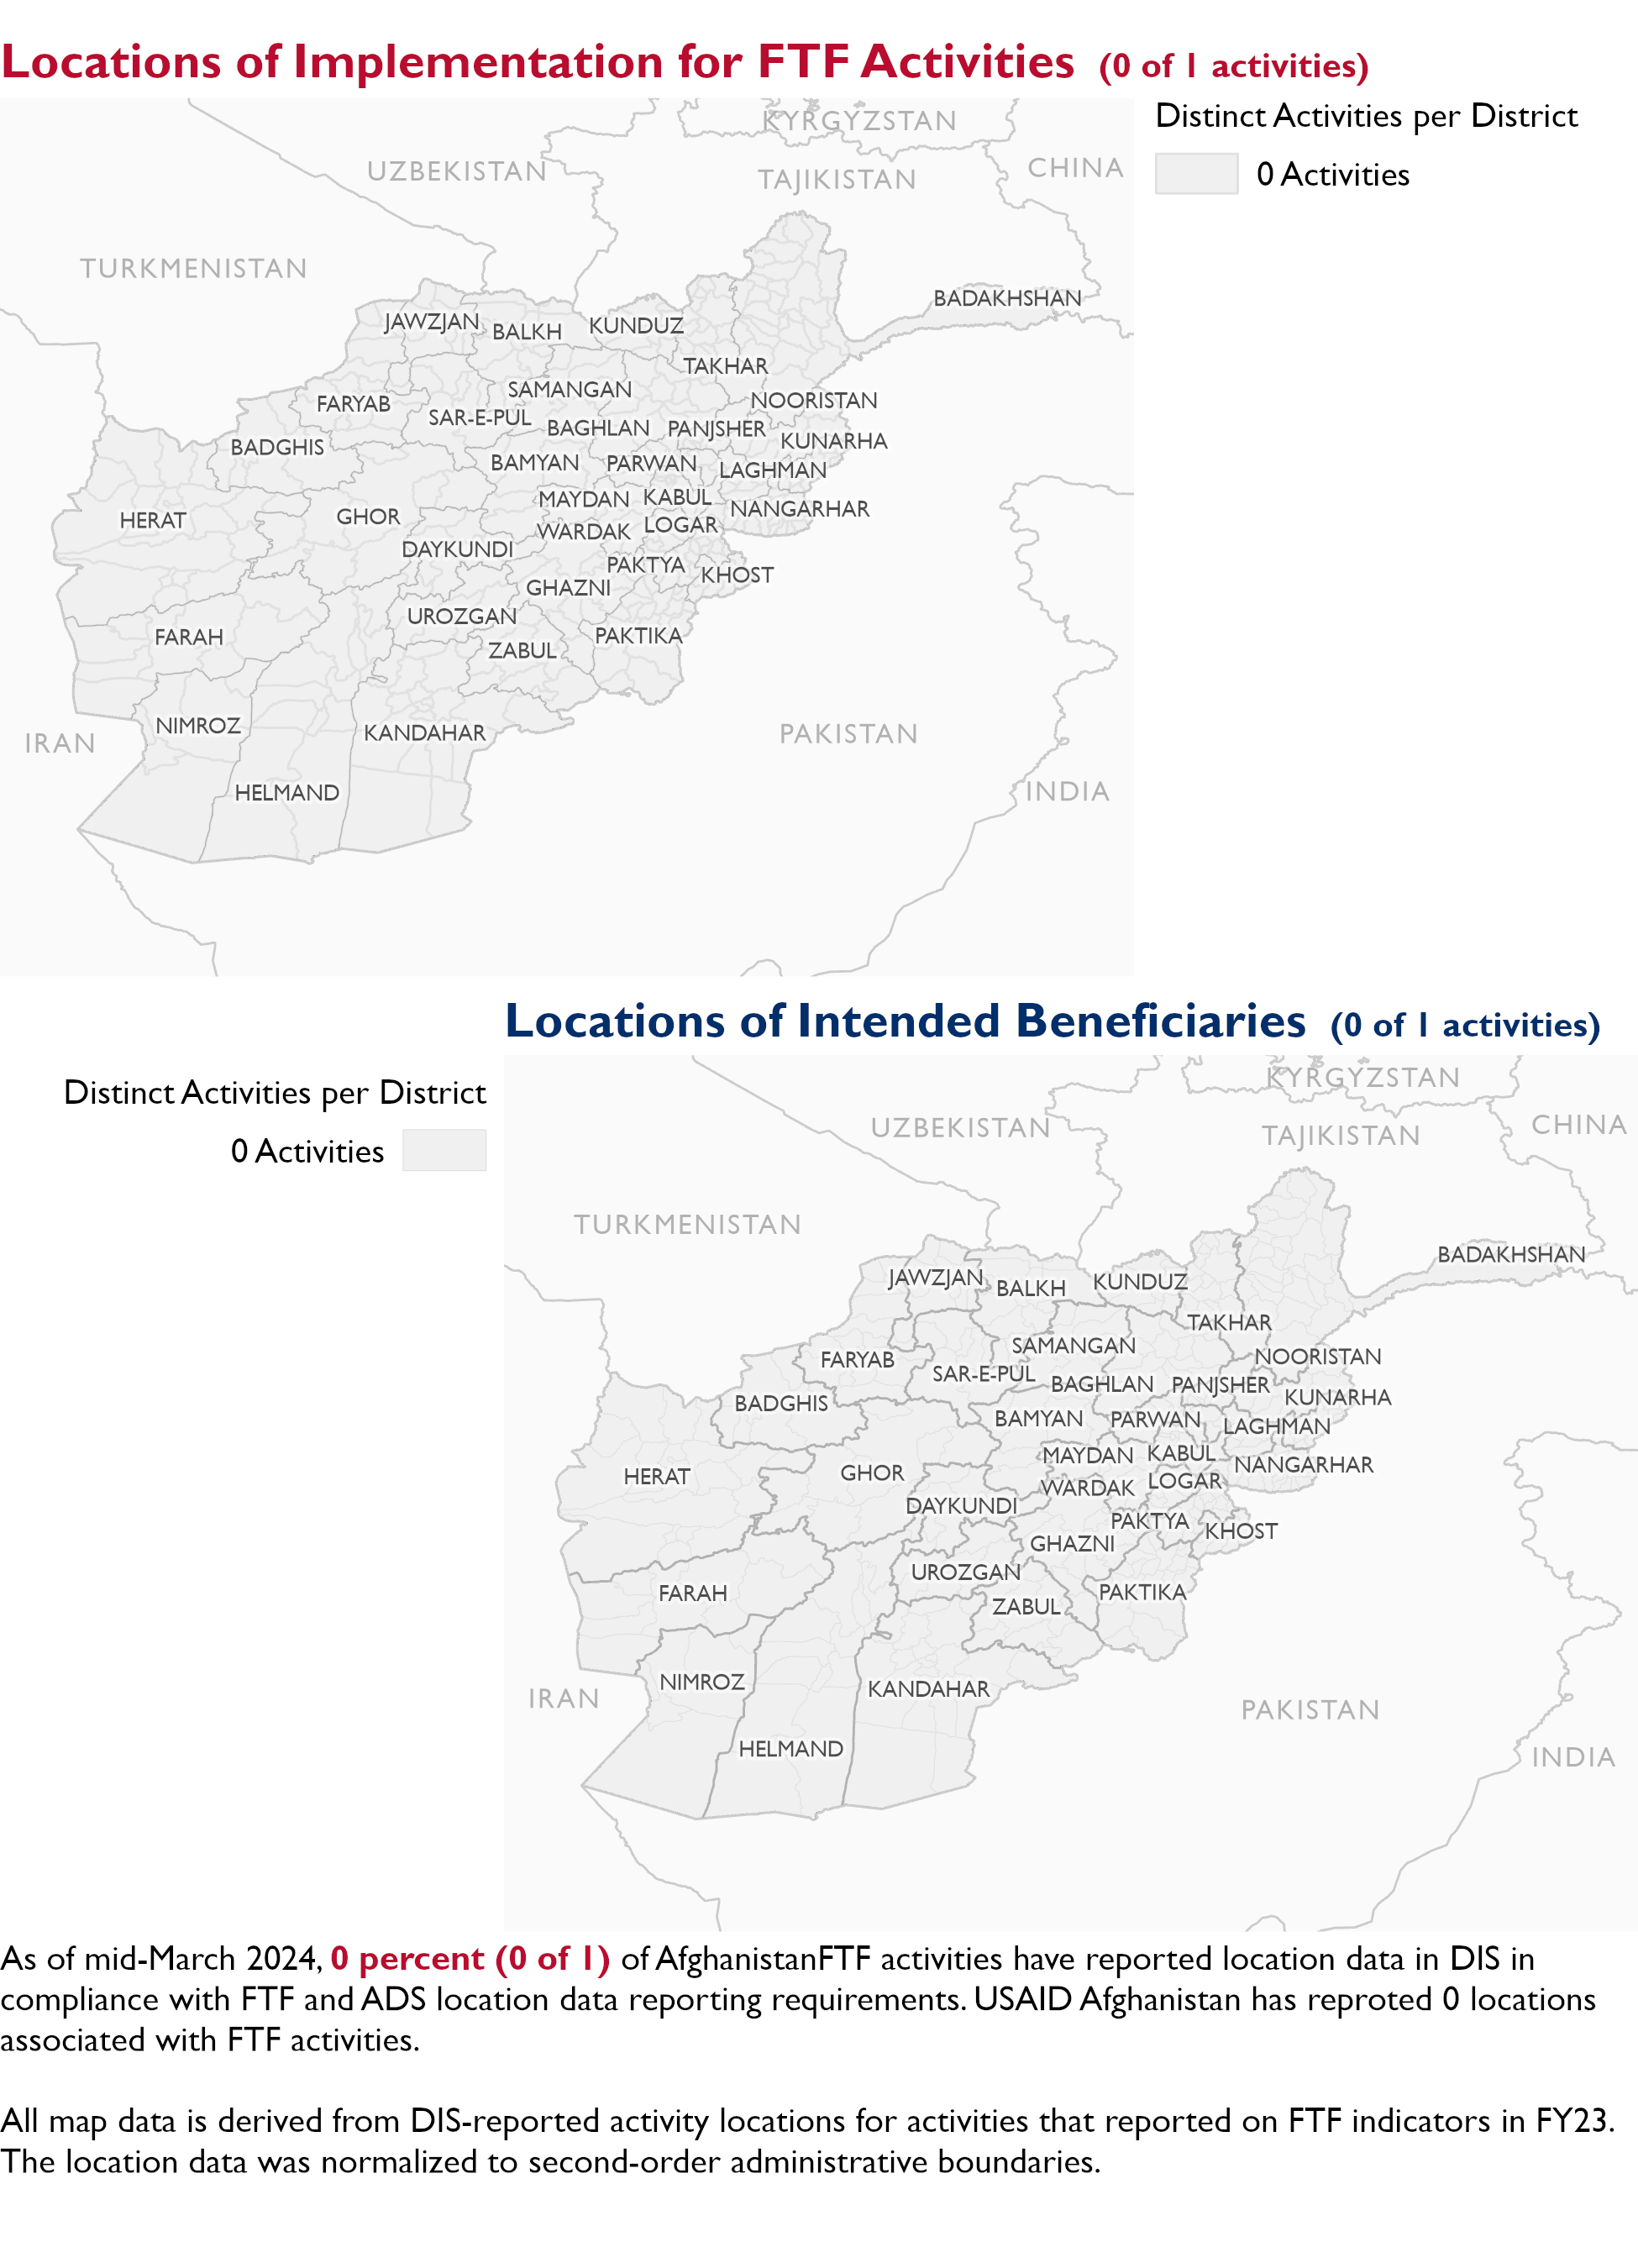 Locations of Implementation for FTF Activities (0 of 1 activities)
Distinct Activities per District
0 Activities
KYRGYZSTAN
UZBEKISTAN
TAJIKISTAN
CHINA
TURKMENISTAN
BADAKHSHAN
JAWZJAN
BALKH
KUNDUZ
TAKHAR
SAMANGAN
FARYAB
NOORISTAN
SAR-E-PUL
BAGHLAN
PANJSHER
KUNARHA
BADGHIS
BAMYAN
PARWAN
LAGHMAN
MAYDAN
WARDAK
KABUL
NANGARHAR
HERAT
GHOR
LOGAR
DAYKUNDI
PAKTYA
KHOST
GHAZNI
UROZGAN
FARAH
PAKTIKA
ZABUL
NIMROZ
KANDAHAR
IRAN
PAKISTAN
HELMAND
INDIA
Locations of Intended Beneficiaries (0 of 1 activities)
Distinct Activities per District
0 Activities
KYRGYZSTAN
UZBEKISTAN
TAJIKISTAN
CHINA
TURKMENISTAN
BADAKHSHAN
JAWZJAN
BALKH
KUNDUZ
TAKHAR
SAMANGAN
FARYAB
NOORISTAN
SAR-E-PUL
BAGHLAN
PANJSHER
KUNARHA
BADGHIS
BAMYAN
PARWAN
LAGHMAN
MAYDAN
WARDAK
KABUL
NANGARHAR
HERAT
GHOR
LOGAR
DAYKUNDI
PAKTYA
KHOST
GHAZNI
UROZGAN
FARAH
PAKTIKA
ZABUL
NIMROZ
KANDAHAR
IRAN
PAKISTAN
HELMAND
INDIA
As of mid-March 2024, 0 percent (0 of 1) of AfghanistanFTF activities have reported location data in DIS in
compliance with FTF and ADS location data reporting requirements. USAID Afghanistan has reproted 0 locations
associated with FTF activities.
All map data is derived from DIS-reported activity locations for activities that reported on FTF indicators in FY23.
The location data was normalized to second-order administrative boundaries.